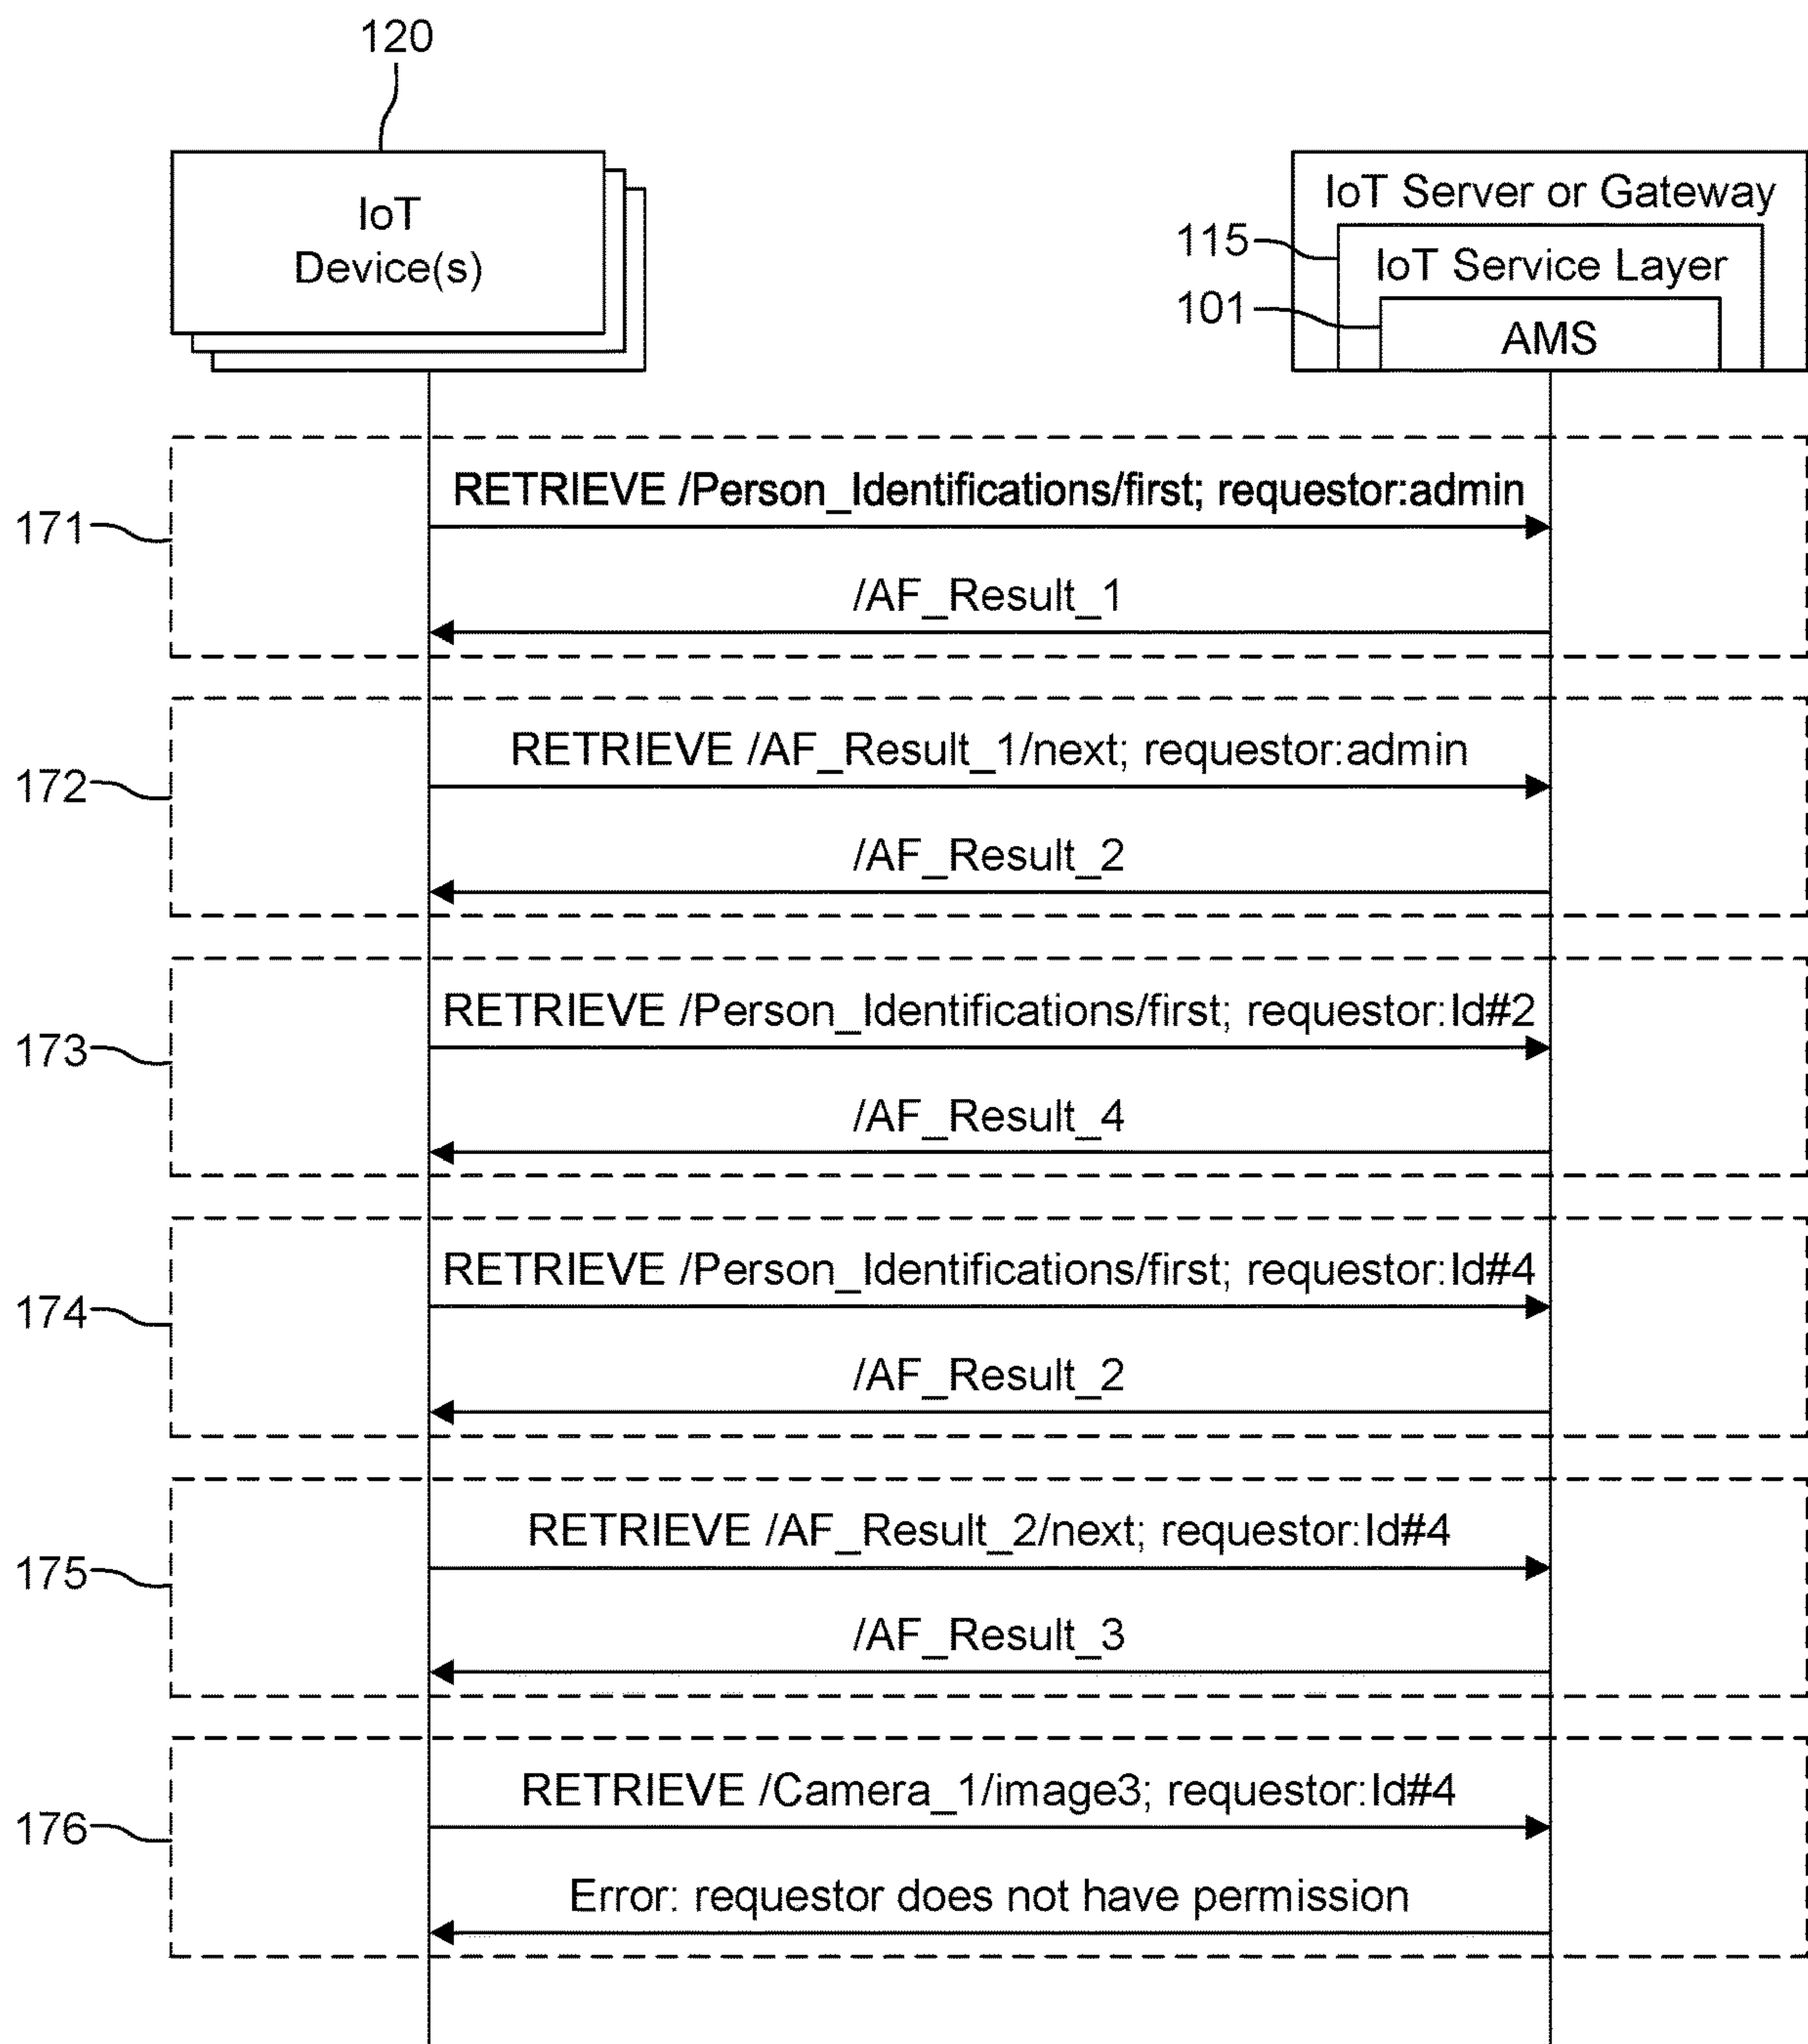 120
IoT
Device(s)
IoT Server or Gateway
115
IoT Service Layer
101
AMS
171
RETRIEVE /Person_Identifications/first; requestor:admin
/AF_Result_1
172
RETRIEVE /AF_Result_1/next; requestor:admin
/AF_Result_2
173
RETRIEVE /Person_Identifications/first; requestor:Id#2
/AF_Result_4
174
RETRIEVE /Person_Identifications/first; requestor:Id#4
/AF_Result_2
175
RETRIEVE /AF_Result_2/next; requestor:Id#4
/AF_Result_3
176
RETRIEVE /Camera_1/image3; requestor:Id#4
Error: requestor does not have permission